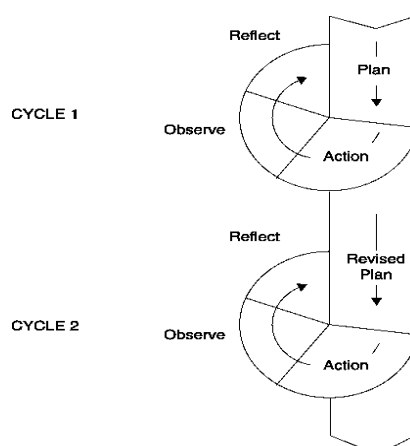 Reflect
Plan
CYCLE 1
Observe
Action
Reflect
Revised
Plan
CYCLE 2
Observe
Action